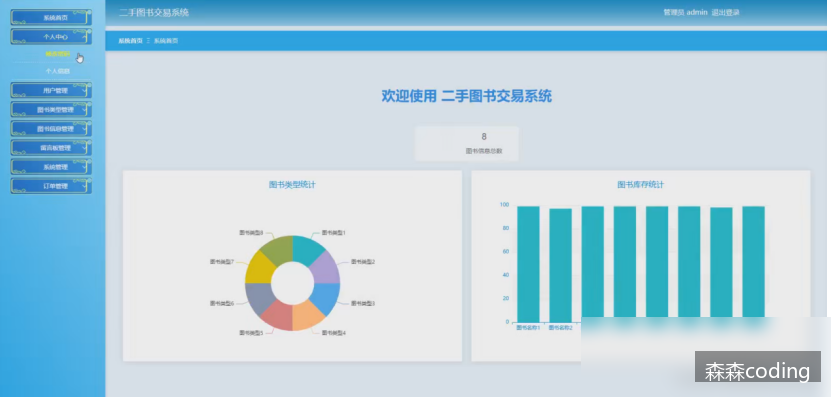 二手图书交易系统
管理员 admin 退出登录
系统首页
系统首页 系统首页
个人中心
修改密码
个人信息
用户管理
图书类型管理
图书信息管理
留言板管理
系统管理
订单管理
欢迎使用 二手图书交易系统
8
图书信息总数
图书类型统计
图书类型8 图书类型1
图书类型7 图书类型2
图书类型6 图书类型3
图书类型5 图书类型4
图书库存统计
100
80
60
40
20
0
图书名称1 图书名称2
森森coding